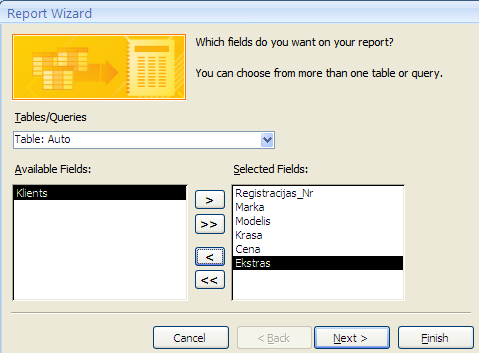 Report Wizard
Which fields do you want on your report?
You can choose from more than one table or query.
Tables/Queries
Table: Auto
Available Fields:
Selected Fields:
Klients
>
>>
<
<<
Registracijas_Nr
Marka
Modelis
Krasa
Cena
Ekstras
Cancel
< Back
Next >
Finish